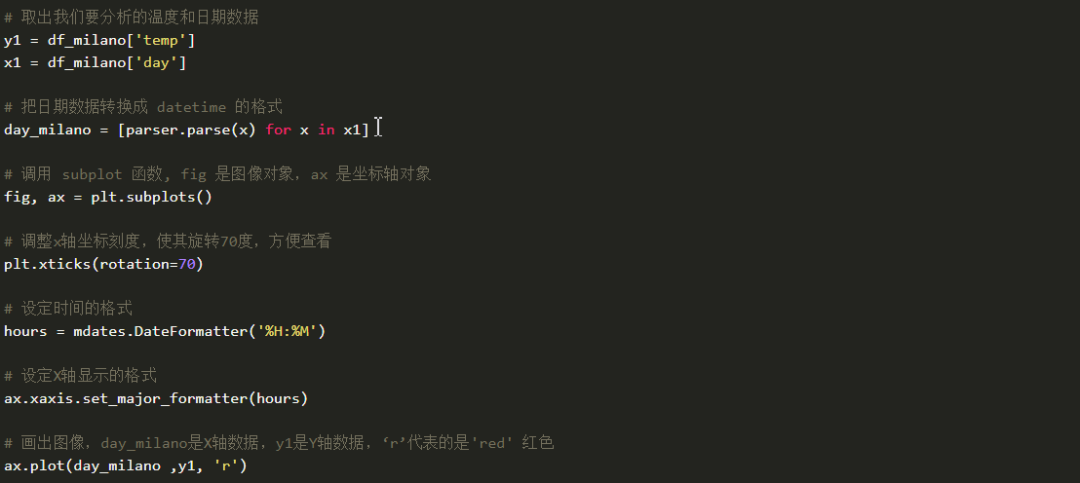 # 取出我们要分析的温度和日期数据
y1 = df_milano['temp']
x1 = df_milano['day']
# 把日期数据转换成 datetime 的格式
day_milano = [parser.parse(x) for x in x1]
# 调用 subplot 函数, fig 是图像对象，ax 是坐标轴对象
fig, ax = plt.subplots()
# 调整x轴坐标刻度，使其旋转70度，方便查看
plt.xticks(rotation=70)
# 设定时间的格式
hours = mdates.DateFormatter('%H:%M')
# 设定X轴显示的格式
ax.xaxis.set_major_formatter(hours)
# 画出图像，day_milano是X轴数据，y1是Y轴数据，‘r’代表的是'red' 红色
ax.plot(day_milano ,y1, 'r')